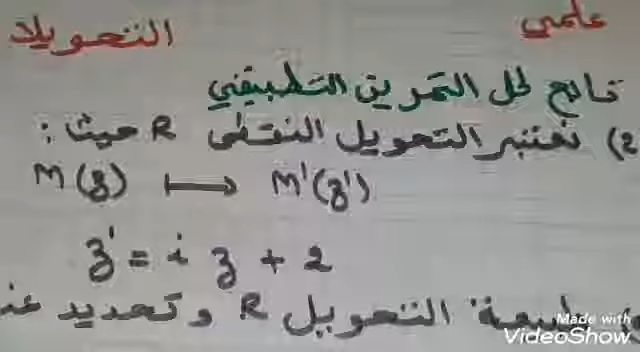 علمي التحويلات
تابع لحل التمرين التطبيقي
2) نعتبر التحويل النقطي R حيث :
M(z) ⟼ M'(z')
z' = i z + 2
طبيعة التحويل R وتحديد
Made with
VideoShow